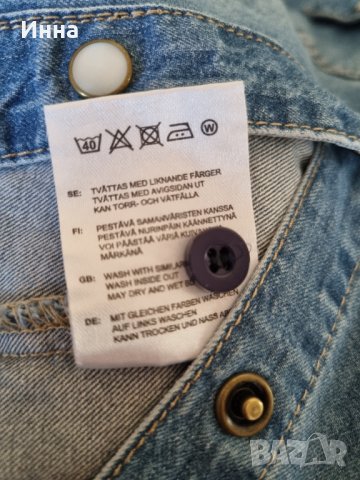 Инна
40 W
SE: TVÄTTAS MED LIKNANDE FÄRGER
TVÄTTAS MED AVIGSIDAN UT
KAN TORR- OCH VATFÄLLA
FI: PESTÄVÄ SAMANVÄRISTEN KANSSA
PESTÄVÄ NURINPÄIN KÄÄNNETTYNÄ
VOI PÄÄSTÄÄ VÄRIÄ
MÄRKÄNÄ
GB: WASH WITH
WASH INSIDE OUT
MAY DRY AND WET
DE: MIT GLEICHEN FARBEN WASCHEN
AUF LINKS WASCHEN
KANN TROCKEN UND NASS
BAZAR